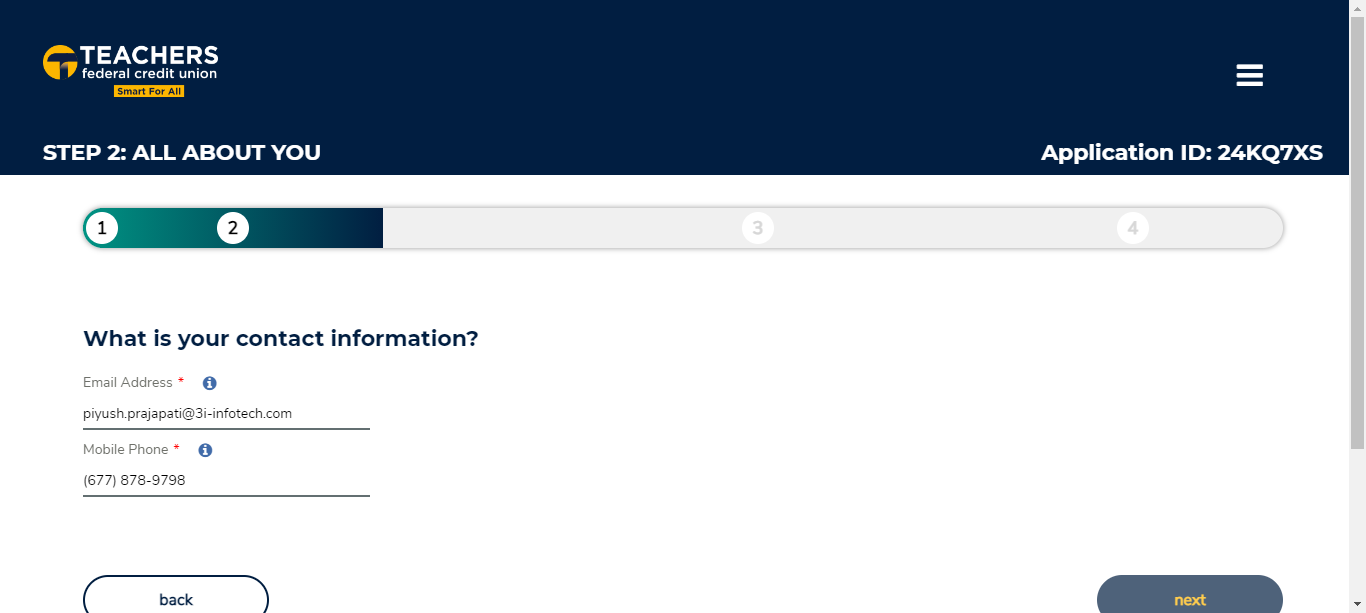 TEACHERS
federal credit union
Smart For All
STEP 2: ALL ABOUT YOU
Application ID: 24KQ7XS
1
2
3
4
What is your contact information?
Email Address *
piyush.prajapati@3i-infotech.com
Mobile Phone *
(677) 878-9798
back
next